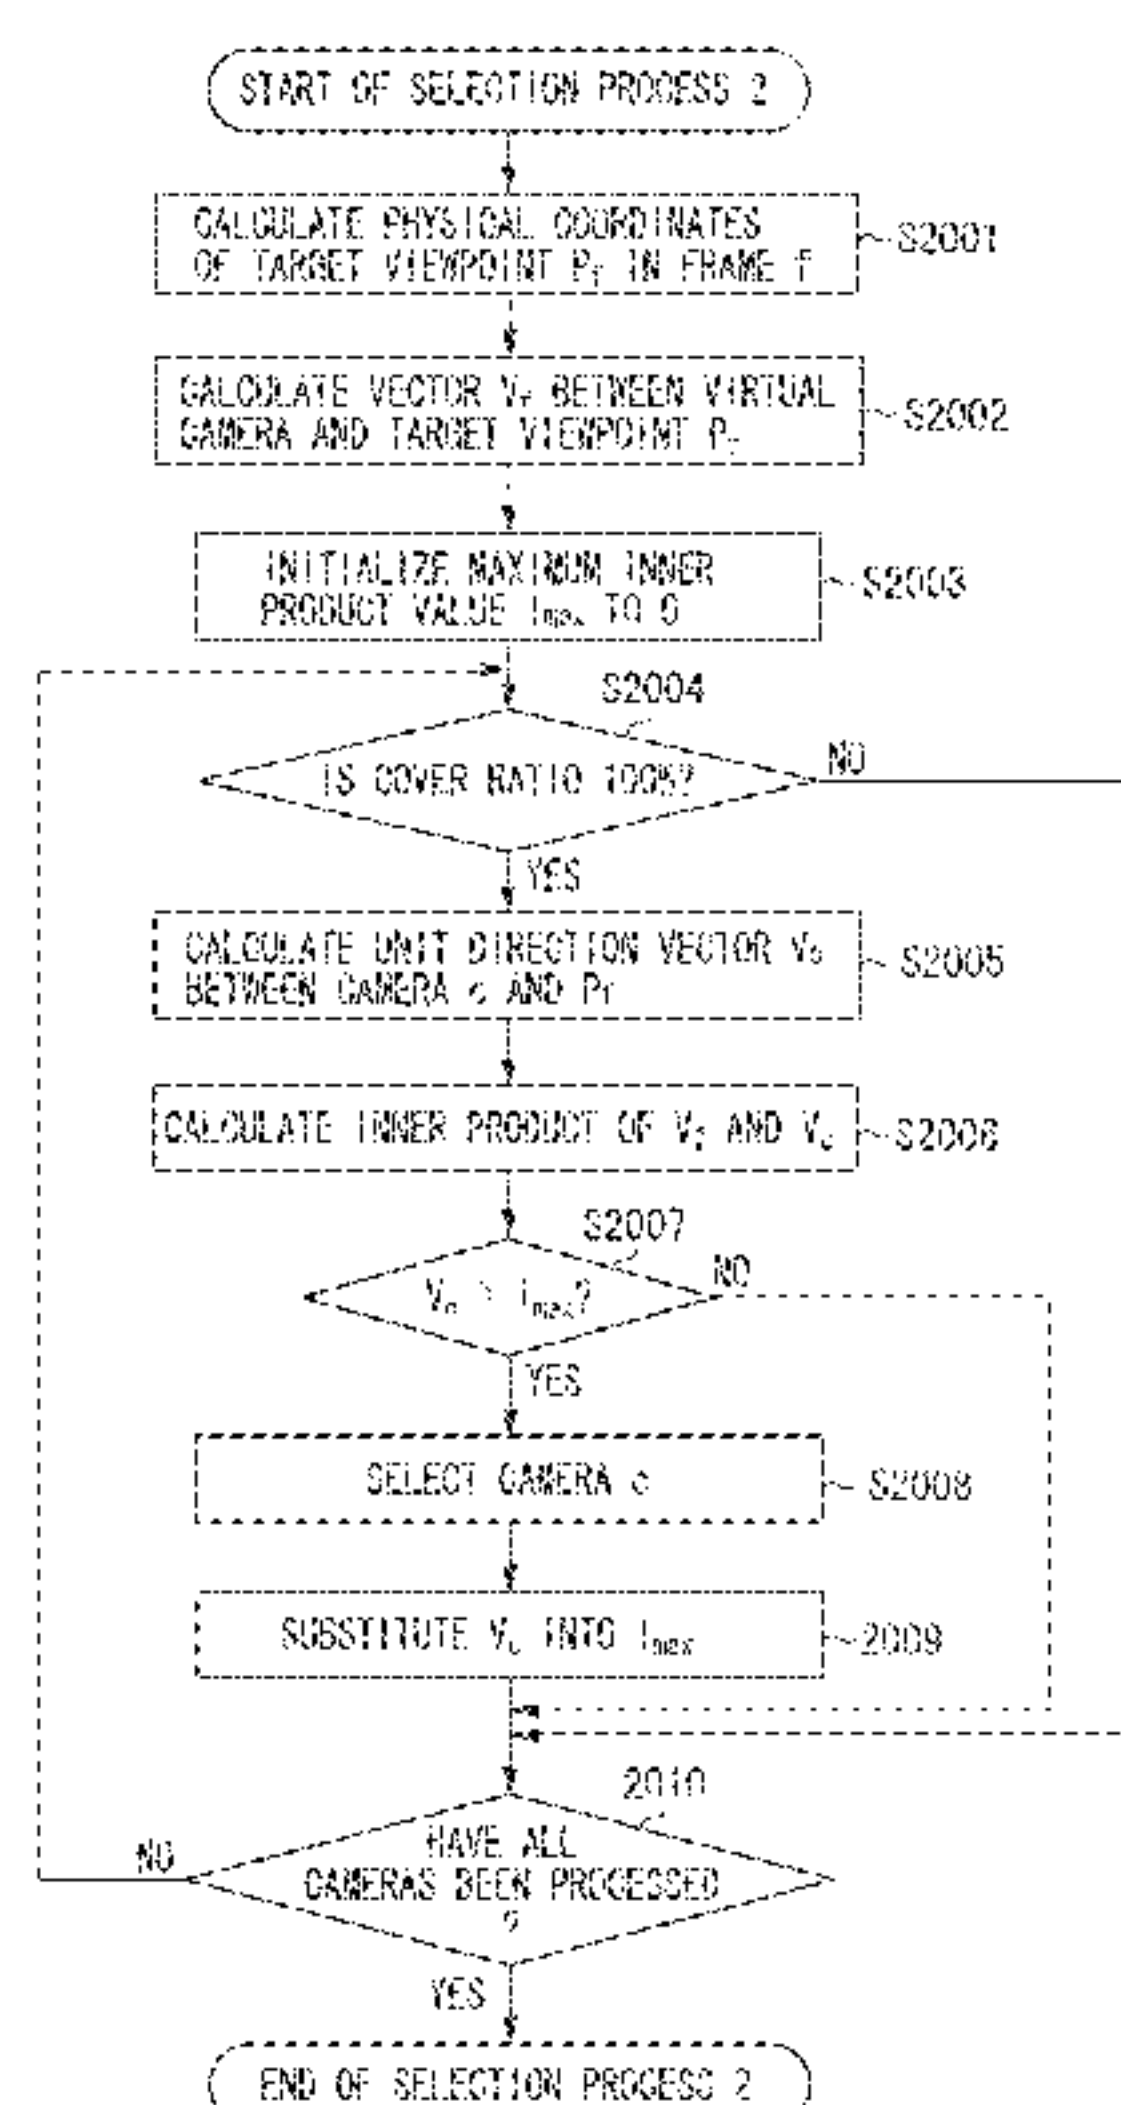 START OF SELECTION PROCESS 2
CALCULATE PHYSICAL COORDINATES
OF TARGET VIEWPOINT Pf IN FRAME f
S2001
CALCULATE VECTOR Vf BETWEEN VIRTUAL
CAMERA AND TARGET VIEWPOINT Pf
S2002
INITIALIZE MAXIMUM INNER
PRODUCT VALUE Imax TO 0
S2003
S2004
IS COVER RATIO 100%?
NO
YES
CALCULATE UNIT DIRECTION VECTOR Vc
BETWEEN CAMERA c AND Pf
S2005
CALCULATE INNER PRODUCT OF Vf AND Vc
S2006
S2007
Vc > Imax?
NO
YES
SELECT CAMERA c
S2008
SUBSTITUTE Vc INTO Imax
2009
2010
HAVE ALL
CAMERAS BEEN PROCESSED
?
NO
YES
END OF SELECTION PROCESS 2